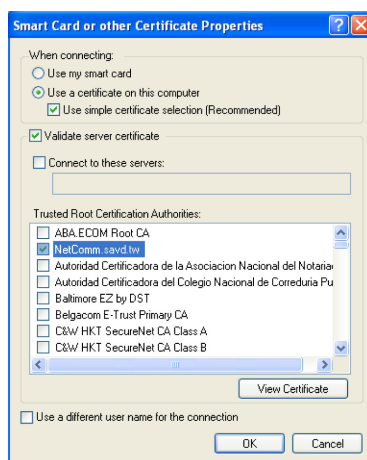 Smart Card or other Certificate Properties
When connecting:
Use my smart card
Use a certificate on this computer
Use simple certificate selection (Recommended)
Validate server certificate
Connect to these servers:
Trusted Root Certification Authorities:
ABA.ECOM Root CA
NetComm.savd.tw
Autoridad Certificadora de la Asociacion Nacional del Notaria
Autoridad Certificadora del Colegio Nacional de Correduria Pu
Baltimore EZ by DST
Belgacom E-Trust Primary CA
C&W HKT SecureNet CA Class A
C&W HKT SecureNet CA Class B
View Certificate
Use a different user name for the connection
OK Cancel